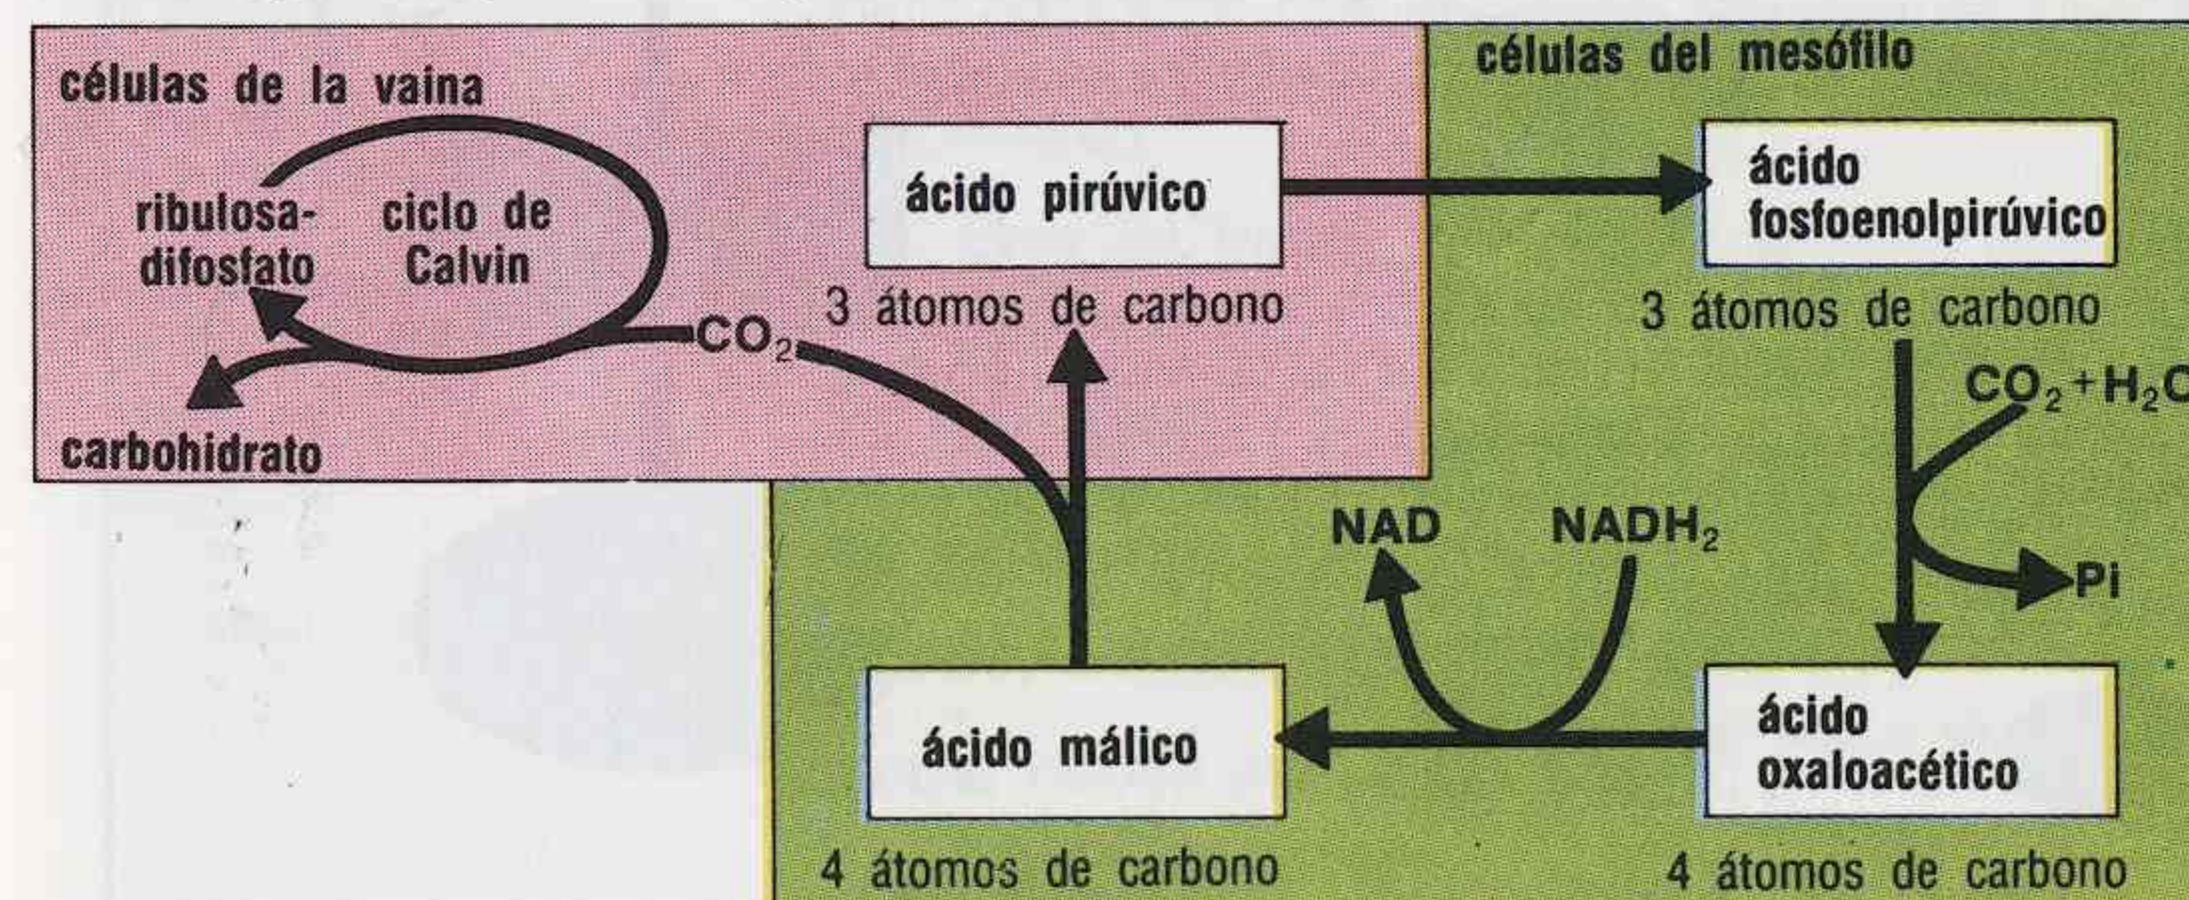 células de la vaina
ribulosa-
difosfato
ciclo de
Calvin
CO₂
carbohidrato
ácido pirúvico
3 átomos de carbono
células del mesófilo
ácido
fosfoenolpirúvico
3 átomos de carbono
CO₂+H₂O
Pi
NAD
NADH₂
ácido málico
4 átomos de carbono
ácido
oxaloacético
4 átomos de carbono